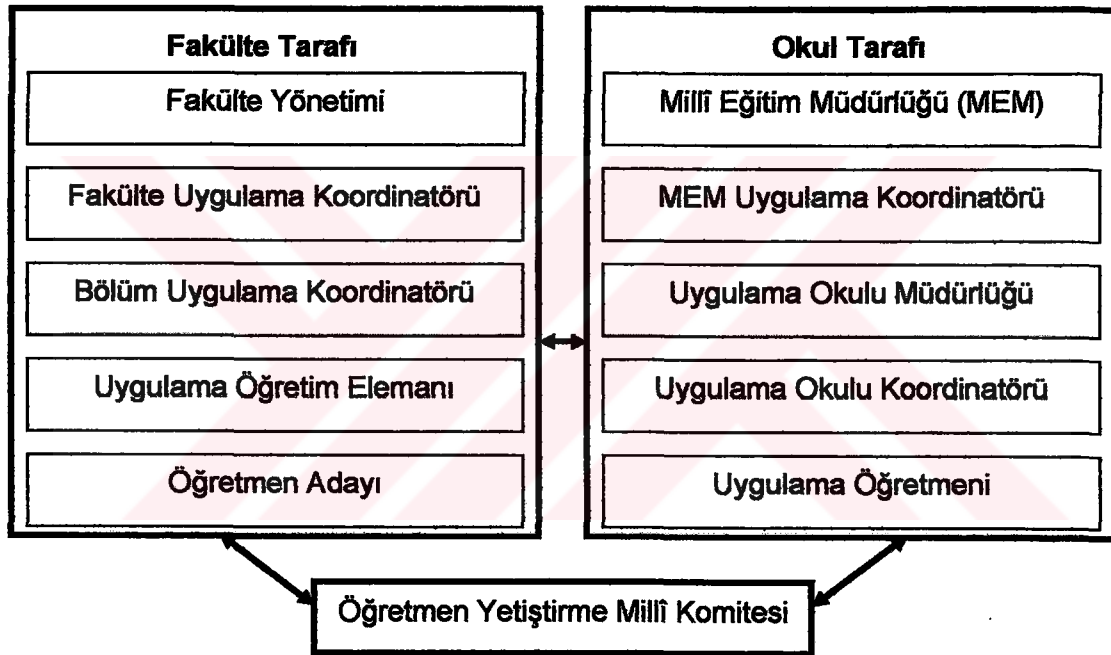 Fakülte Tarafı
Fakülte Yönetimi
Fakülte Uygulama Koordinatörü
Bölüm Uygulama Koordinatörü
Uygulama Öğretim Elemanı
Öğretmen Adayı
Okul Tarafı
Millî Eğitim Müdürlüğü (MEM)
MEM Uygulama Koordinatörü
Uygulama Okulu Müdürlüğü
Uygulama Okulu Koordinatörü
Uygulama Öğretmeni
Öğretmen Yetiştirme Millî Komitesi